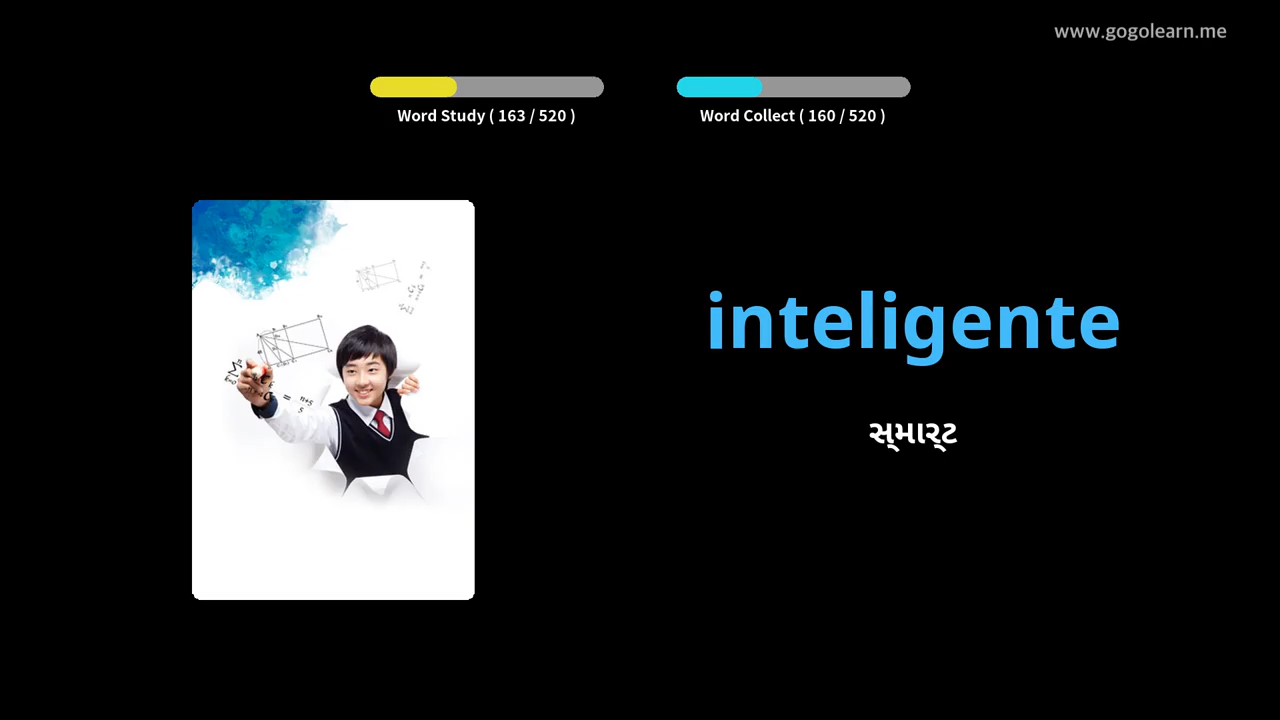 www.gogolearn.me
Word Study ( 163 / 520 )
Word Collect ( 160 / 520 )
inteligente
સ્માર્ટ